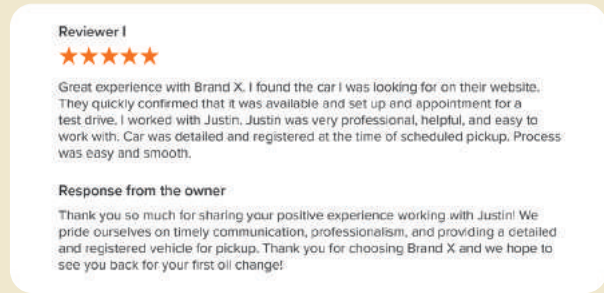 Reviewer I
★★★★★
Great experience with Brand X. I found the car I was looking for on their website.
They quickly confirmed that it was available and set up and appointment for a
test drive. I worked with Justin. Justin was very professional, helpful, and easy to
work with. Car was detailed and registered at the time of scheduled pickup. Process
was easy and smooth.
Response from the owner
Thank you so much for sharing your positive experience working with Justin! We
pride ourselves on timely communication, professionalism, and providing a detailed
and registered vehicle for pickup. Thank you for choosing Brand X and we hope to
see you back for your first oil change!